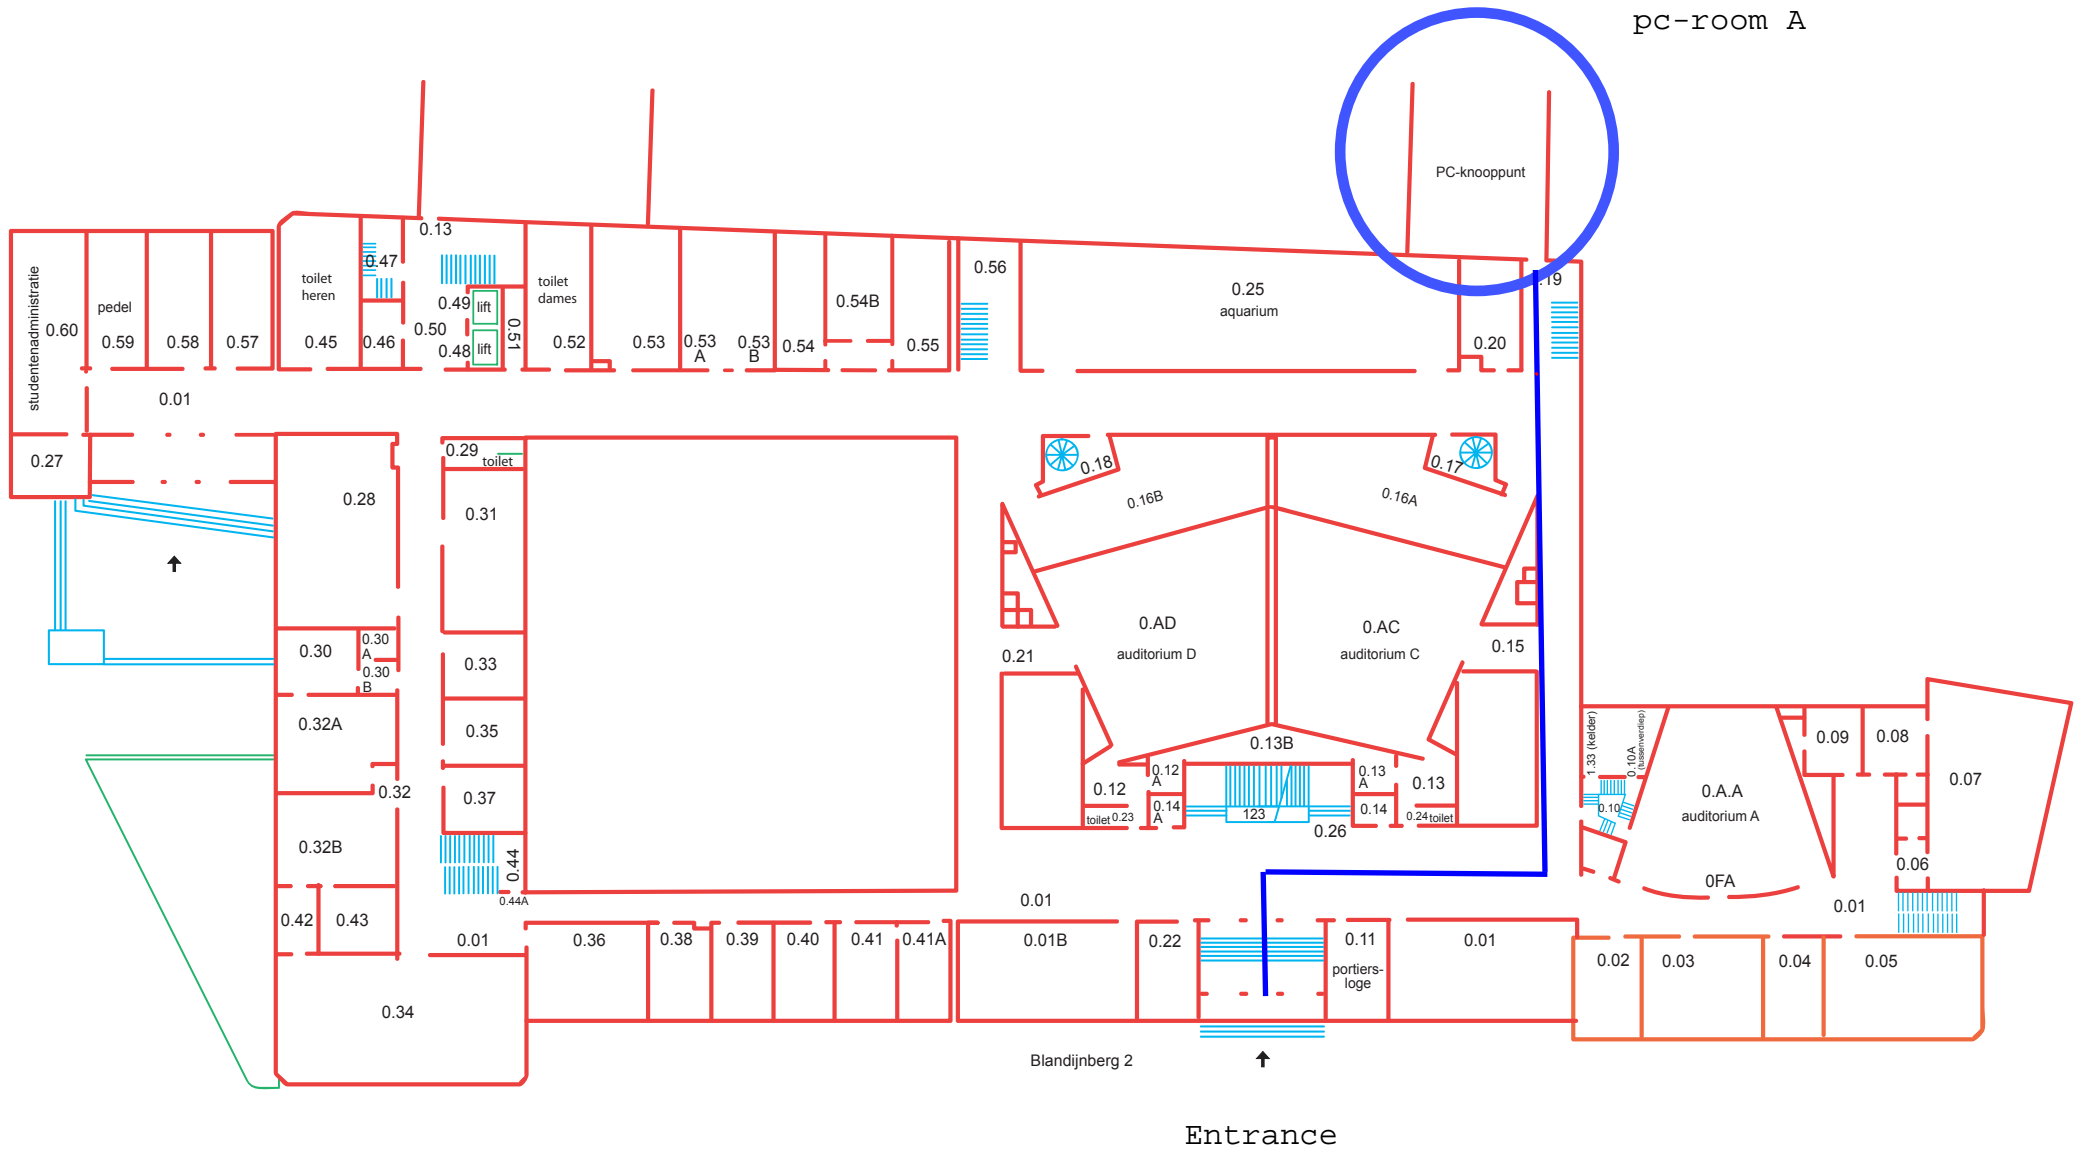 pc-room A
PC-knooppunt
0.13
0.47
0.56
.19
studentenadministratie
toilet
heren
toilet
dames
0.25
aquarium
pedel
0.60
0.59
0.58
0.57
0.45
0.46
0.50
0.49
lift
0.48
lift
0.51
0.52
0.53
0.53
A
0.53
B
0.54
0.54B
0.55
0.20
0.01
0.27
0.28
0.29
toilet
0.31
0.18
0.17
0.16B
0.16A
0.30
0.30
A
0.30
B
0.33
0.AD
auditorium D
0.AC
auditorium C
0.21
0.15
0.32A
0.35
0.13B
1.33 (kelder)
0.10A
(tussenverdiep)
0.09
0.08
0.07
0.32
0.37
0.12
0.12
A
0.14
A
toilet 0.23
123
0.13
A
0.14
0.13
0.24 toilet
0.26
0.10
0.A.A
auditorium A
0.32B
0.44
0.44A
0.06
0FA
0.42
0.43
0.01
0.01
0.01
0.36
0.38
0.39
0.40
0.41
0.41A
0.01B
0.22
0.11
portiers-
loge
0.01
0.02
0.03
0.04
0.05
0.34
Blandijnberg 2
Entrance